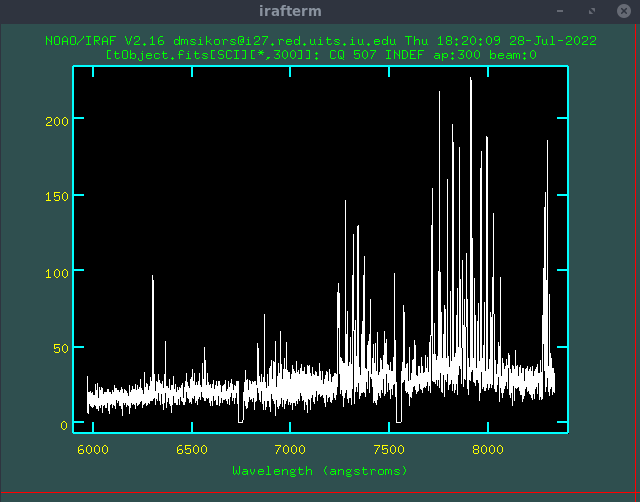 irafterm
NOAO/IRAF V2.16 dmsikors@i27.red.uits.iu.edu Thu 18:20:09 28-Jul-2022
[tObject.fits[SCI][*,300]]: CQ 507 INDEF ap:300 beam:0
200
150
100
50
0
6000 6500 7000 7500 8000
Wavelength (angstroms)